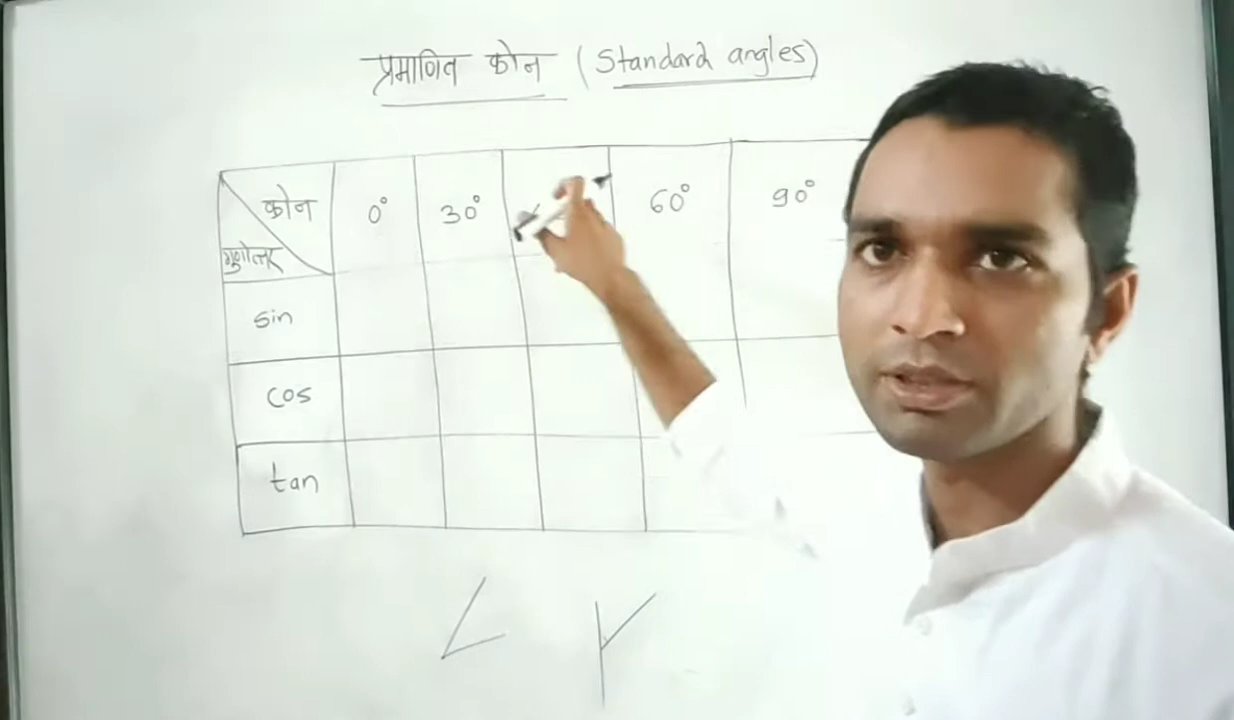 प्रमाणित कोन (Standard angles)
कोन 0° 30° 60° 90°
गुणोत्तर
sin
cos
tan